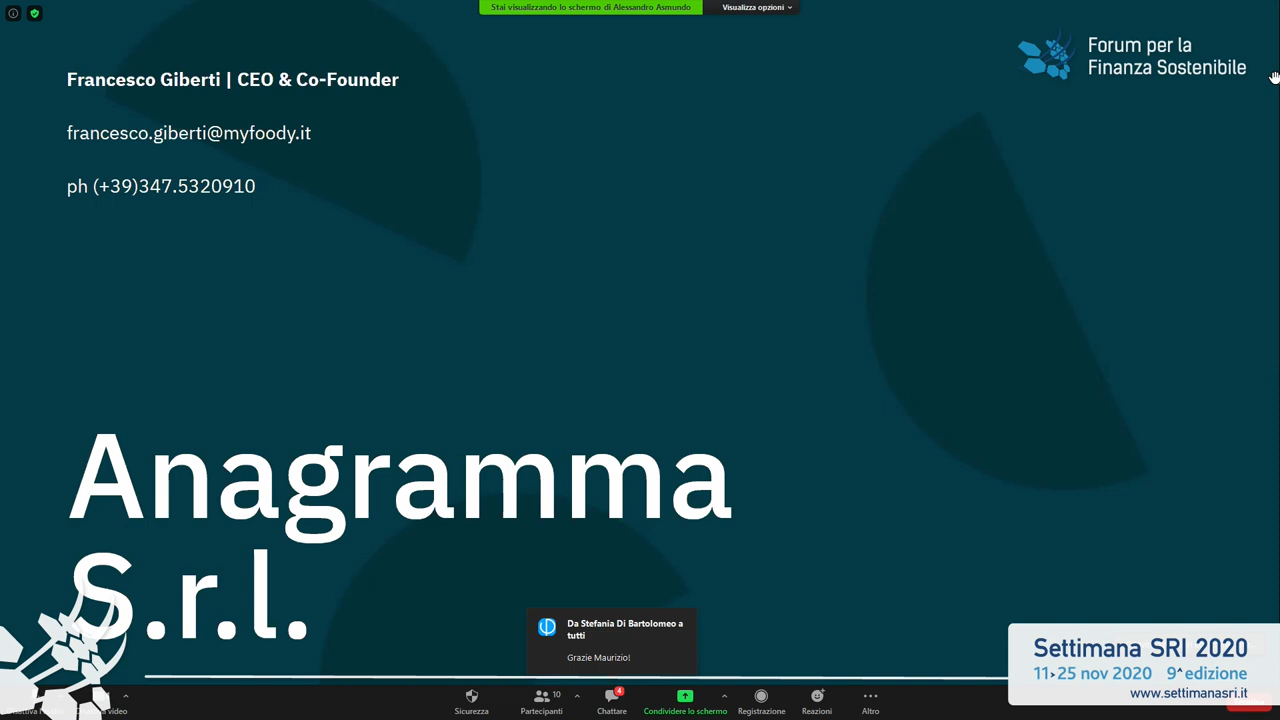 Stai visualizzando lo schermo di Alessandro Asmundo
Visualizza opzioni
Forum per la
Finanza Sostenibile
Francesco Giberti | CEO & Co-Founder
francesco.giberti@myfoody.it
ph (+39)347.5320910
Anagramma
S.r.l.
Da Stefania Di Bartolomeo a
tutti
Grazie Maurizio!
Settimana SRI 2020
11>25 nov 2020 9^ edizione
www.settimanasri.it
video
Sicurezza
Partecipanti
10
Chattare
4
Condividere lo schermo
Registrazione
Reazioni
Altro